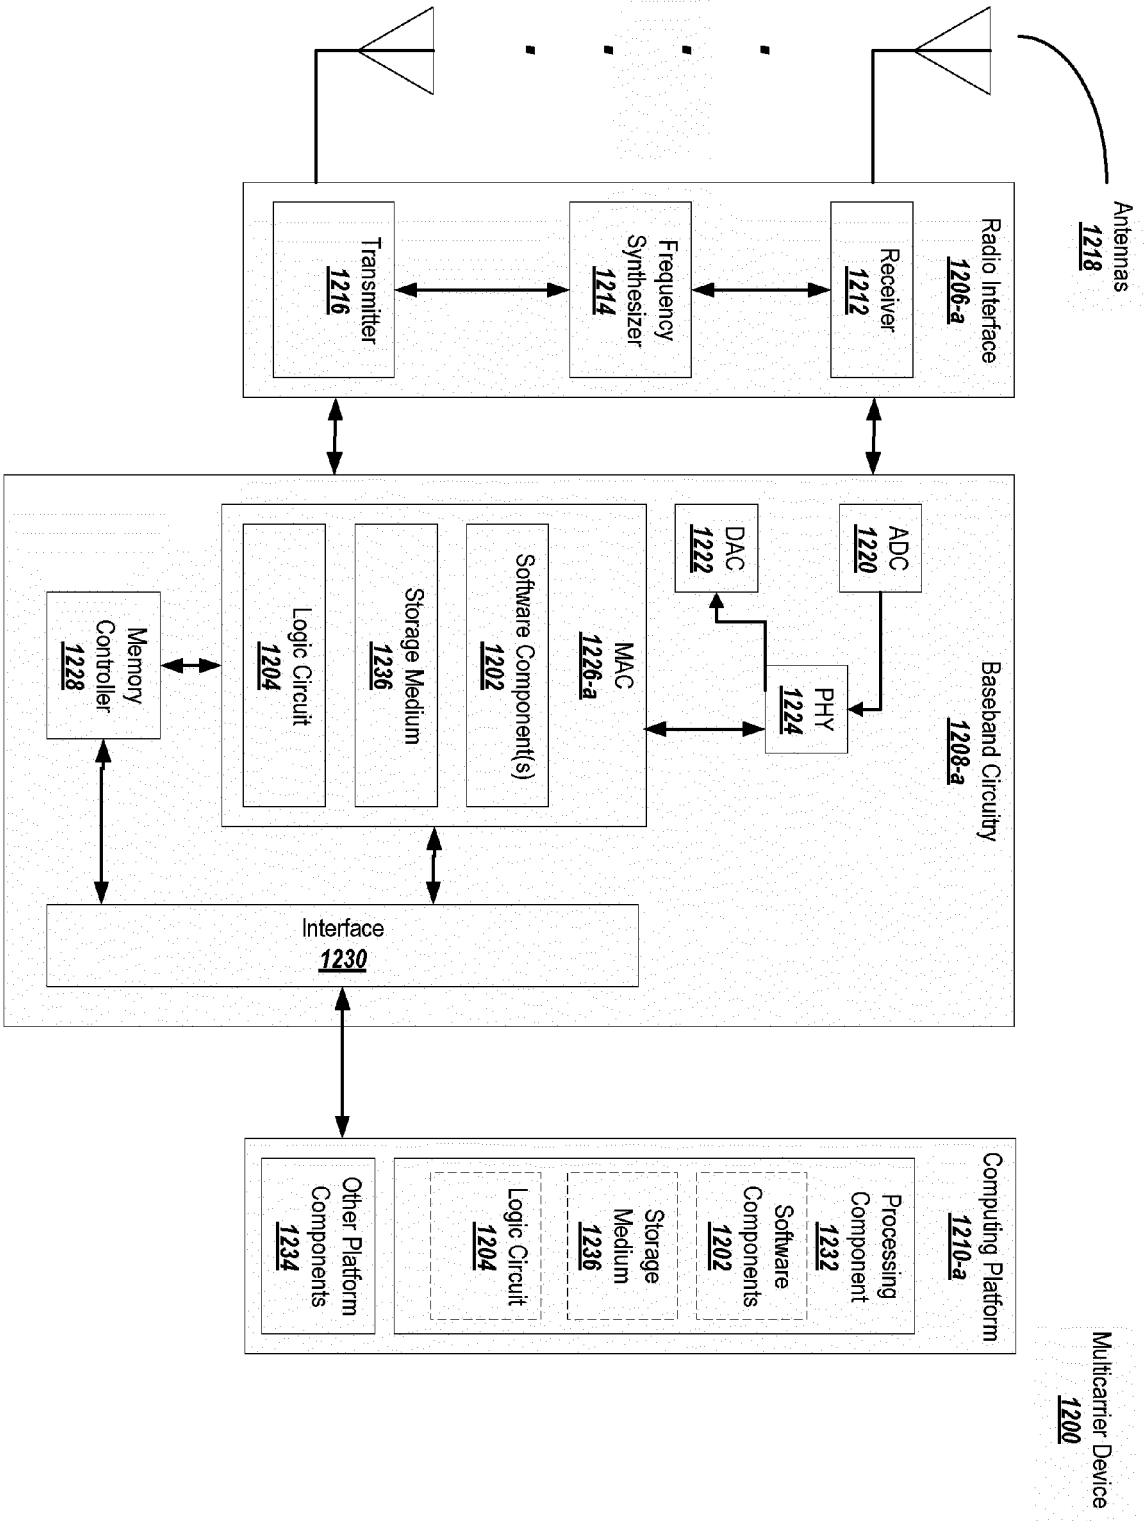 Multicarrier Device
1200
Antennas
1218
Radio Interface
1206-a
Receiver
1212
Frequency
Synthesizer
1214
Transmitter
1216
Baseband Circuitry
1208-a
ADC
1220
DAC
1222
PHY
1224
MAC
1226-a
Software Component(s)
1202
Storage Medium
1236
Logic Circuit
1204
Memory
Controller
1228
Interface
1230
Computing Platform
1210-a
Processing
Component
1232
Software
Components
1202
Storage
Medium
1236
Logic Circuit
1204
Other Platform
Components
1234